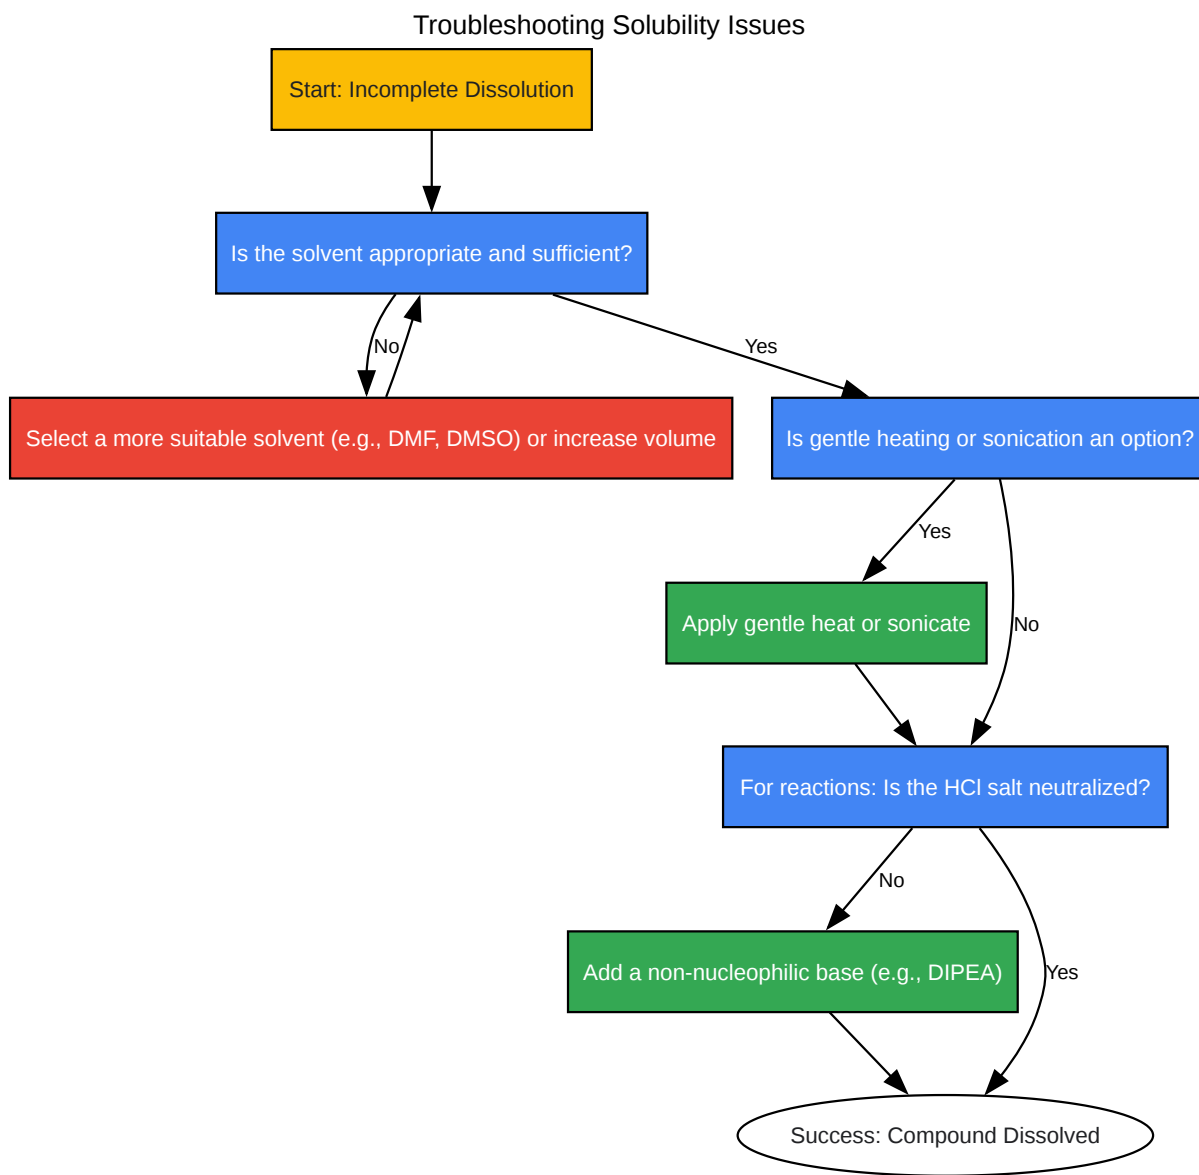 Troubleshooting Solubility Issues
Start: Incomplete Dissolution
Is the solvent appropriate and sufficient?
No
Yes
Select a more suitable solvent (e.g., DMF, DMSO) or increase volume
Is gentle heating or sonication an option?
Yes
Apply gentle heat or sonicate
No
For reactions: Is the HCl salt neutralized?
No
Add a non-nucleophilic base (e.g., DIPEA)
Yes
Success: Compound Dissolved